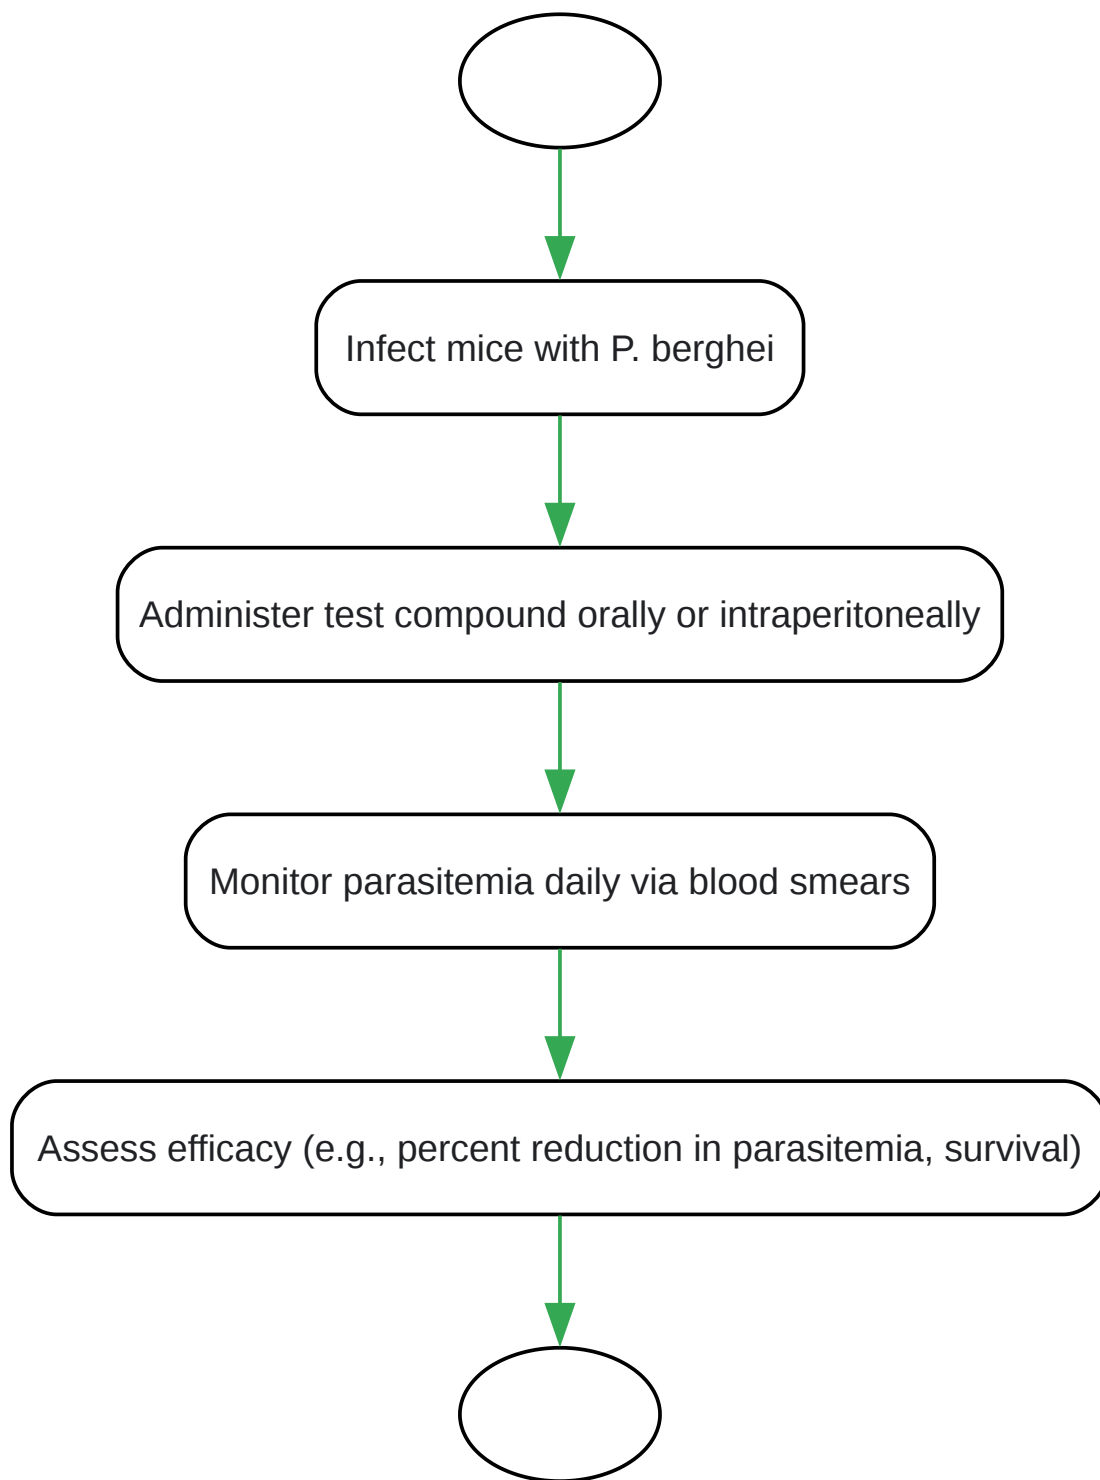 Infect mice with P. berghei
Administer test compound orally or intraperitoneally
Monitor parasitemia daily via blood smears
Assess efficacy (e.g., percent reduction in parasitemia, survival)